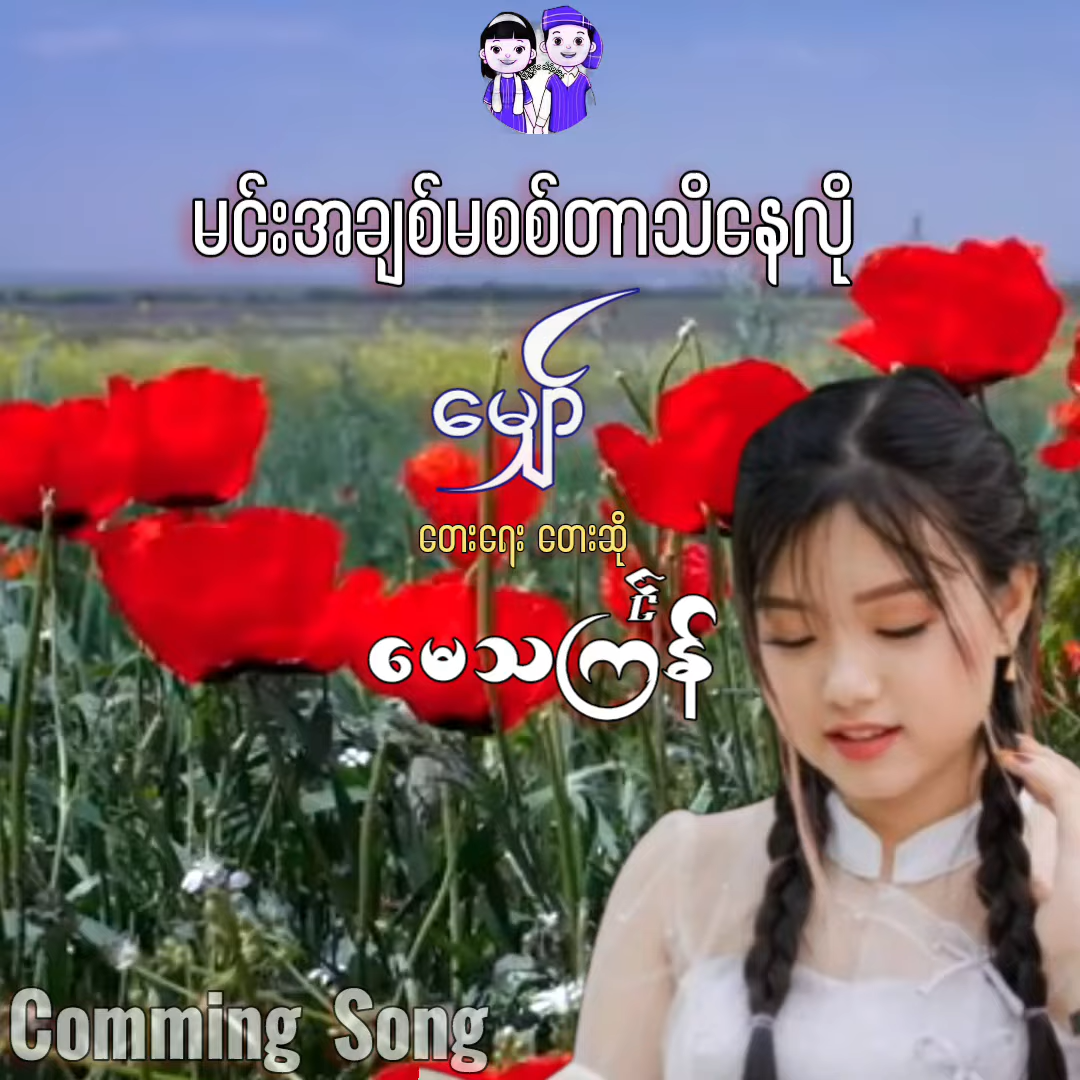 မင်းအချစ်မစစ်တာသိနေလို
မျှော်
တေးရေး တေးဆို
မေသင်္ကြန်
Comming Song